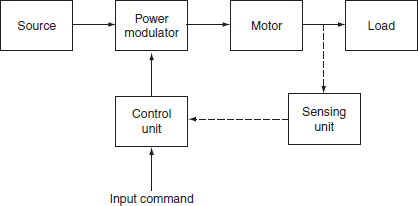 Source
Power
modulator
Motor
Load
Control
unit
Sensing
unit
Input command